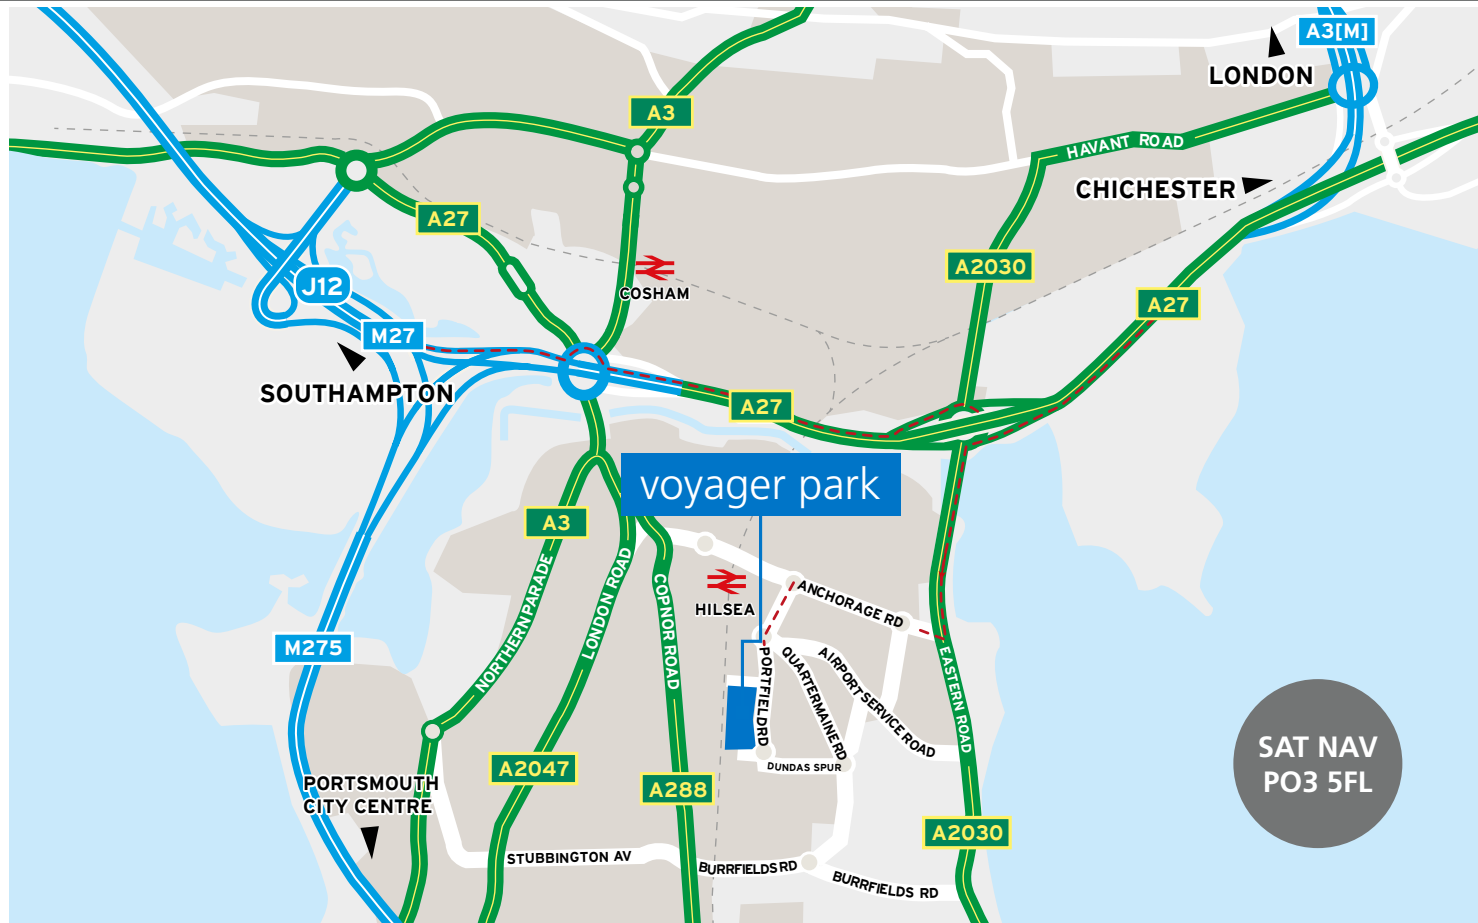 A3[M]
LONDON
A3
HAVANT ROAD
CHICHESTER
A27
A2030
COSHAM
J12
A27
M27
SOUTHAMPTON
A27
voyager park
A3
NORTHERN PARADE
LONDON ROAD
COPNOR ROAD
HILSEA
ANCHORAGE RD
M275
PORTFIELD RD
QUARTERMAINE RD
AIRPORT SERVICE ROAD
EASTERN ROAD
SAT NAV
PO3 5FL
DUNDAS SPUR
A2047
A288
PORTSMOUTH
CITY CENTRE
A2030
STUBBINGTON AV
BURRFIELDS RD
BURRFIELDS RD